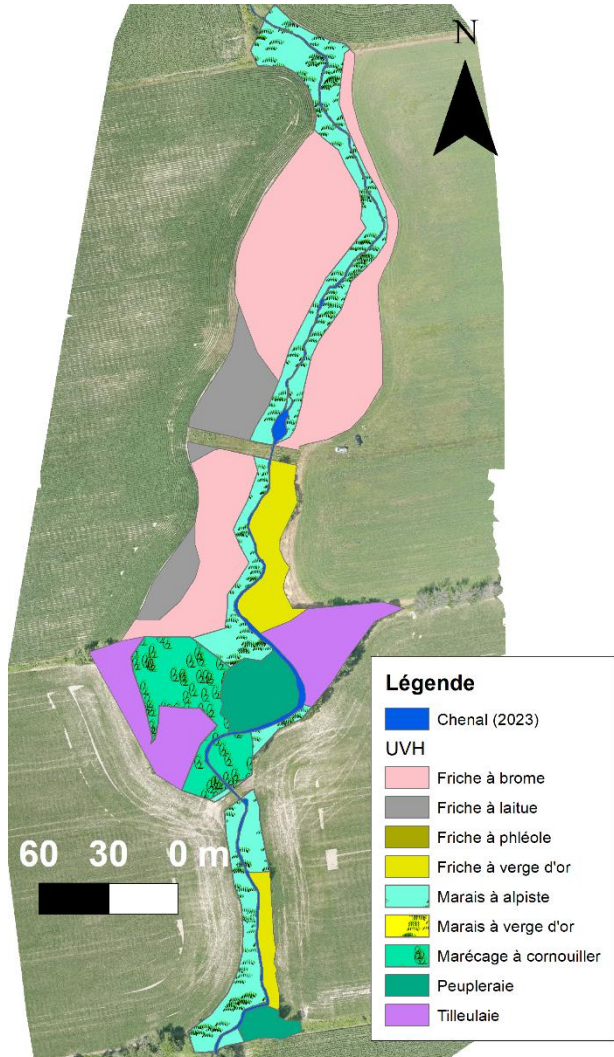 N
60 30 0 m
Légende
Chenal (2023)
UVH
Friche à brome
Friche à laitue
Friche à phléole
Friche à verge d'or
Marais à alpiste
Marais à verge d'or
Marécage à cornouiller
Peupleraie
Tilleulaie